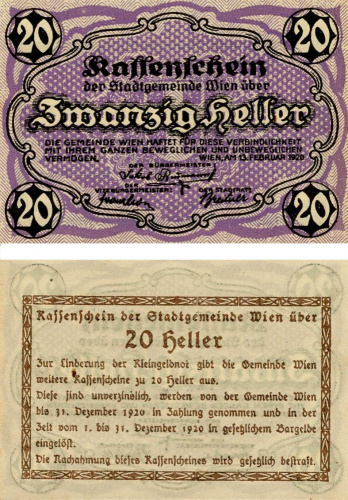 20 20
Kassenschein
der Stadtgemeinde Wien über
Zwanzig Heller
DIE GEMEINDE WIEN HAFTET FÜR DIESE VERBINDLICHKEIT
MIT IHREM GANZEN BEWEGLICHEN UND UNBEWEGLICHEN
VERMÖGEN. WIEN, AM 13. FEBRUAR 1920
DER BÜRGERMEISTER:
Jakob Reumann
DER VIZEBÜRGERMEISTER: DER STADTRAT:
20 20
Kassenschein der Stadtgemeinde Wien über
20 Heller
Zur Linderung der Kleingeldnot gibt die Gemeinde Wien
weitere Kassenscheine zu 20 Heller aus.
Diese sind unverzinslich, werden von der Gemeinde Wien
bis 31. Dezember 1920 in Zahlung genommen und in der
Zeit vom 1. bis 31. Dezember 1920 in gesetzlichem Bargelde
eingelöst.
Die Nachahmung dieses Kassenscheines wird gesetzlich bestraft.